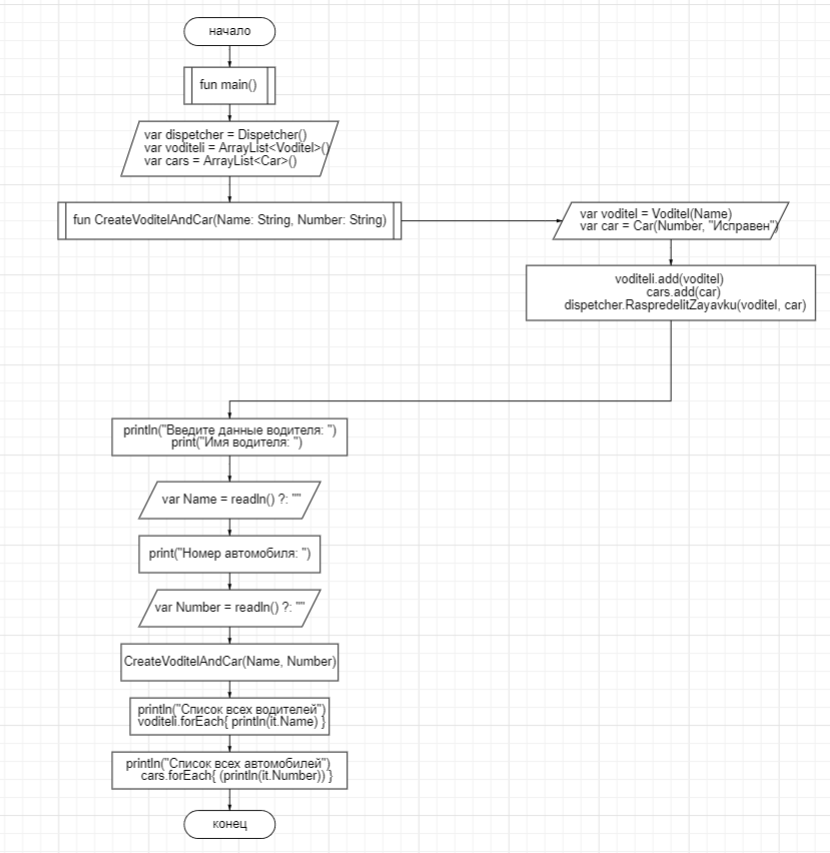 начало
fun main()
var dispetcher = Dispetcher()
var voditeli = ArrayList<Voditel>()
var cars = ArrayList<Car>()
fun CreateVoditelAndCar(Name: String, Number: String)
var voditel = Voditel(Name)
var car = Car(Number, "Исправен")
voditeli.add(voditel)
cars.add(car)
dispetcher.RaspredelitZayavku(voditel, car)
println("Введите данные водителя: ")
print("Имя водителя: ")
var Name = readln() ?: ""
print("Номер автомобиля: ")
var Number = readln() ?: ""
CreateVoditelAndCar(Name, Number)
println("Список всех водителей")
voditeli.forEach{ println(it.Name) }
println("Список всех автомобилей")
cars.forEach{ (println(it.Number)) }
конец